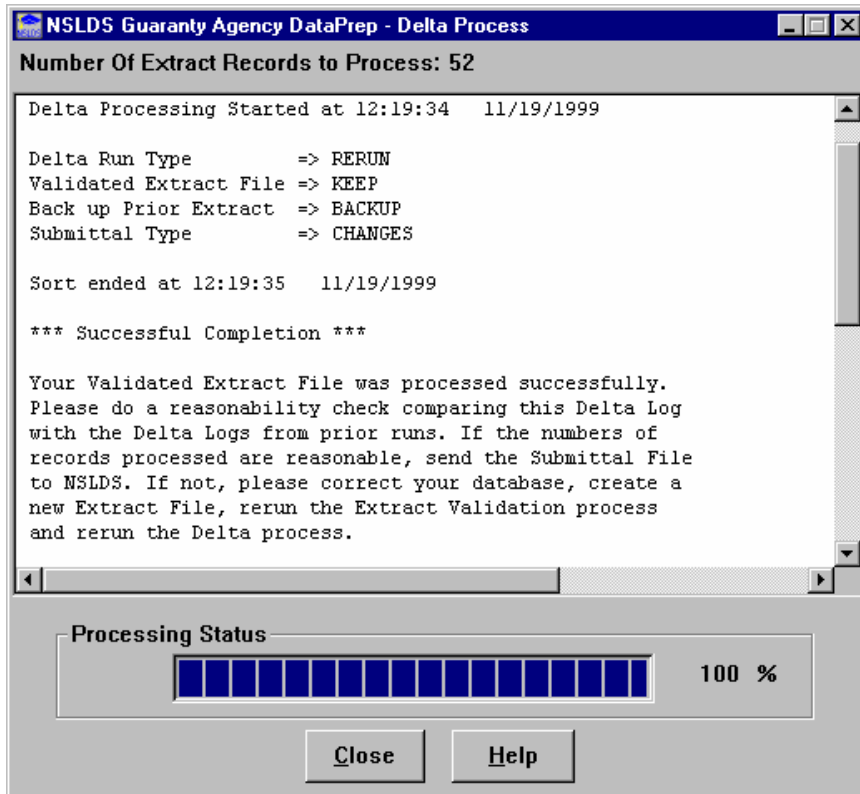 NSLDS Guaranty Agency DataPrep - Delta Process
Number Of Extract Records to Process: 52
Delta Processing Started at 12:19:34   11/19/1999
Delta Run Type           => RERUN
Validated Extract File => KEEP
Back up Prior Extract  => BACKUP
Submittal Type           => CHANGES
Sort ended at 12:19:35   11/19/1999
*** Successful Completion ***
Your Validated Extract File was processed successfully.
Please do a reasonability check comparing this Delta Log
with the Delta Logs from prior runs. If the numbers of
records processed are reasonable, send the Submittal File
to NSLDS. If not, please correct your database, create a
new Extract File, rerun the Extract Validation process
and rerun the Delta process.
Processing Status
100 %
Close Help